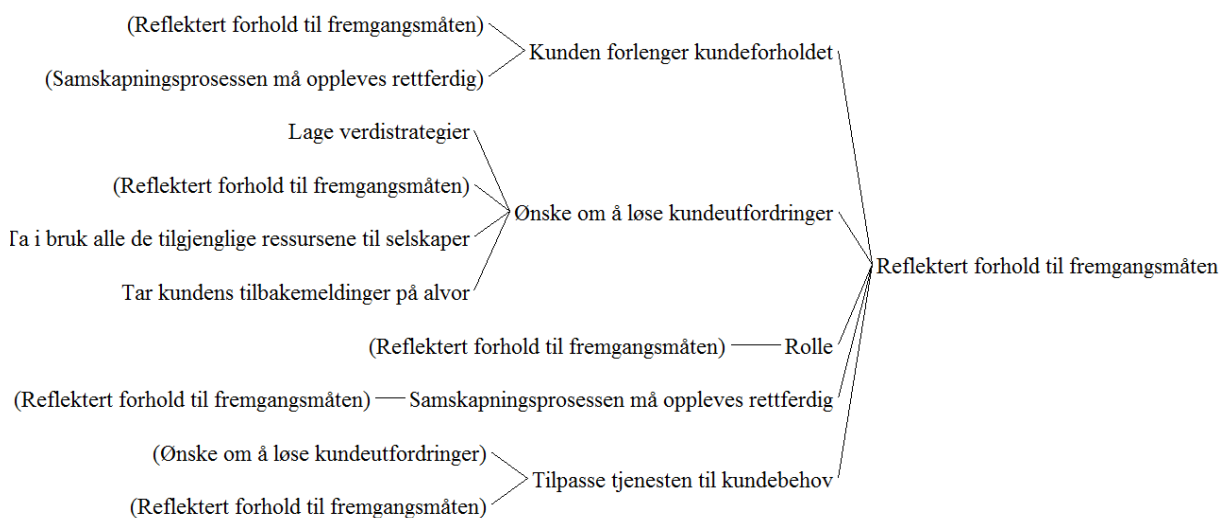 (Reflektert forhold til fremgangsmåten)
Kunden forlenger kundeforholdet
(Samskapningsprosessen må oppleves rettferdig)
Lage verdistrategier
(Reflektert forhold til fremgangsmåten)
Ønske om å løse kundeutfordringer
Ta i bruk alle de tilgjenglige ressursene til selskaper
Reflektert forhold til fremgangsmåten
Tar kundens tilbakemeldinger på alvor
(Reflektert forhold til fremgangsmåten)
Rolle
(Reflektert forhold til fremgangsmåten)
Samskapningsprosessen må oppleves rettferdig
(Ønske om å løse kundeutfordringer)
Tilpasse tjenesten til kundebehov
(Reflektert forhold til fremgangsmåten)